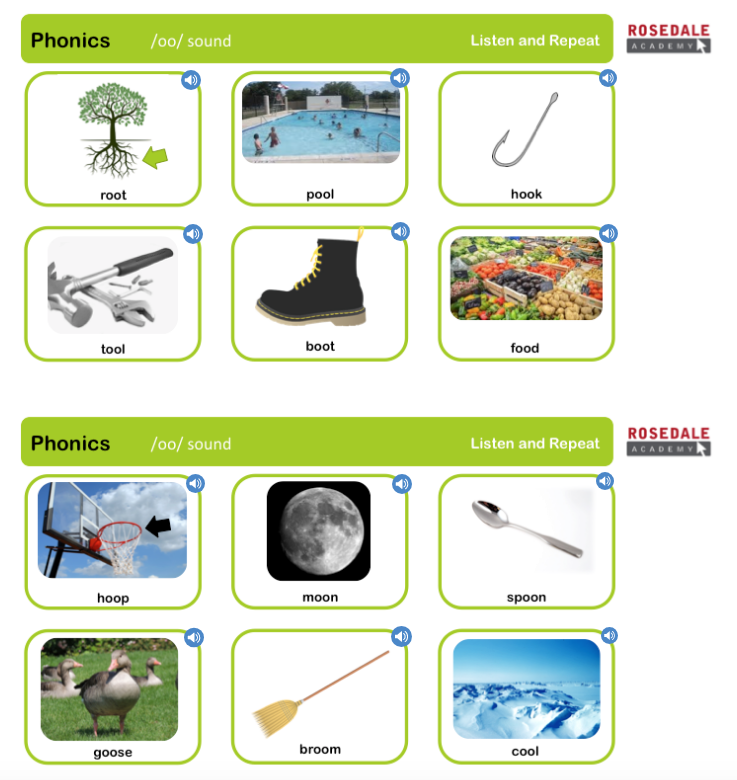 Phonics /oo/ sound Listen and Repeat
ROSEDALE
ACADEMY
root pool hook
tool boot food
Phonics /oo/ sound Listen and Repeat
ROSEDALE
ACADEMY
hoop moon spoon
goose broom cool